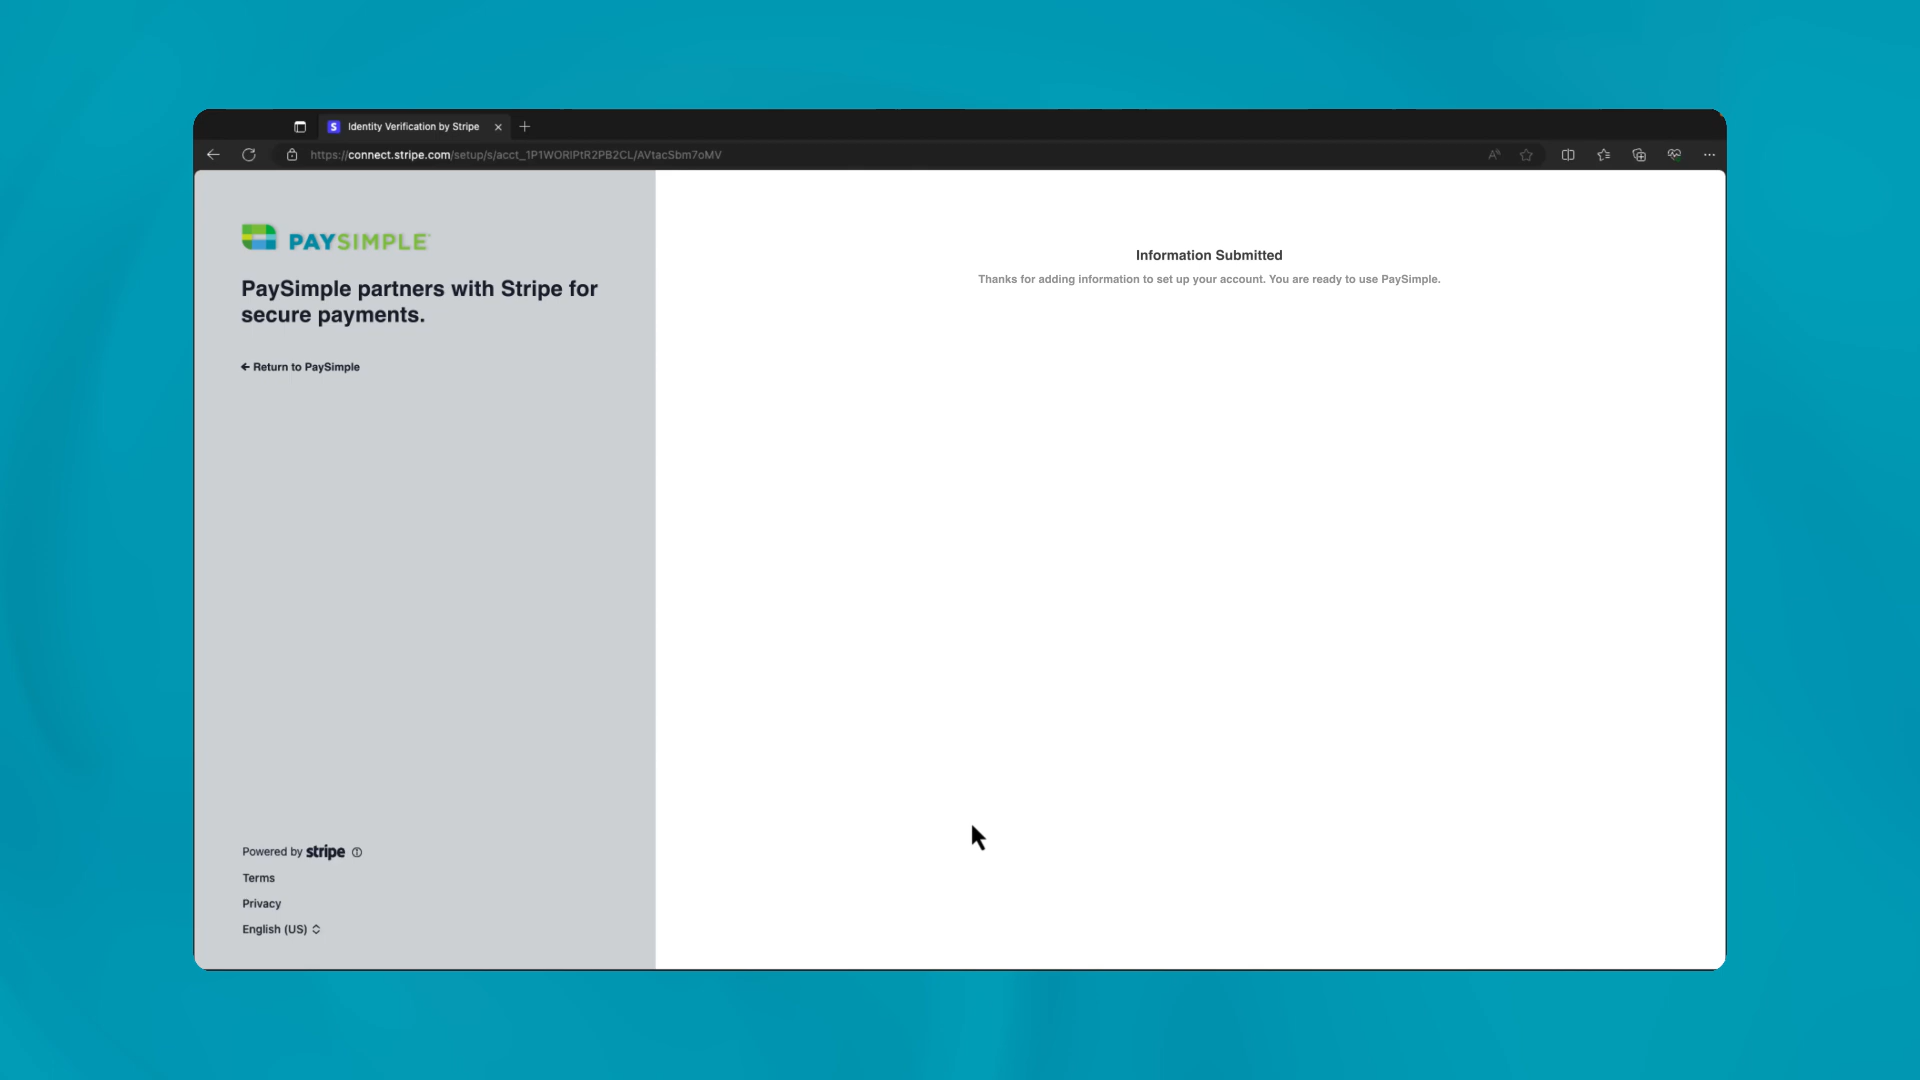 Identity Verification by Stripe
https://connect.stripe.com/setup/s/acct_1P1WORIPtR2PB2CL/AVtacSbm7oMV
PAYSIMPLE
PaySimple partners with Stripe for
secure payments.
Return to PaySimple
Information Submitted
Thanks for adding information to set up your account. You are ready to use PaySimple.
Powered by stripe
Terms
Privacy
English (US)